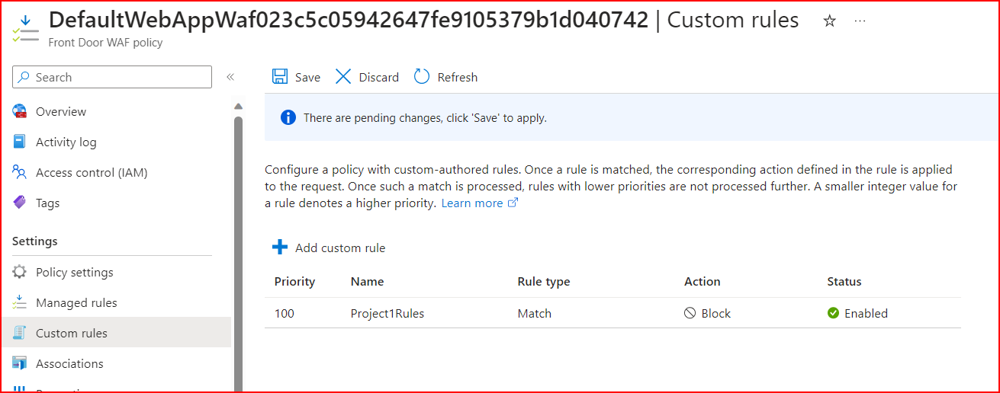 DefaultWebAppWaf023c5c05942647fe9105379b1d040742 | Custom rules
Front Door WAF policy
Search
Overview
Activity log
Access control (IAM)
Tags
Settings
Policy settings
Managed rules
Custom rules
Associations
Save Discard Refresh
There are pending changes, click 'Save' to apply.
Configure a policy with custom-authored rules. Once a rule is matched, the corresponding action defined in the rule is applied
to the request. Once such a match is processed, rules with lower priorities are not processed further. A smaller integer value for
a rule denotes a higher priority. Learn more
Add custom rule
Priority Name Rule type Action Status
100 Project1Rules Match Block Enabled